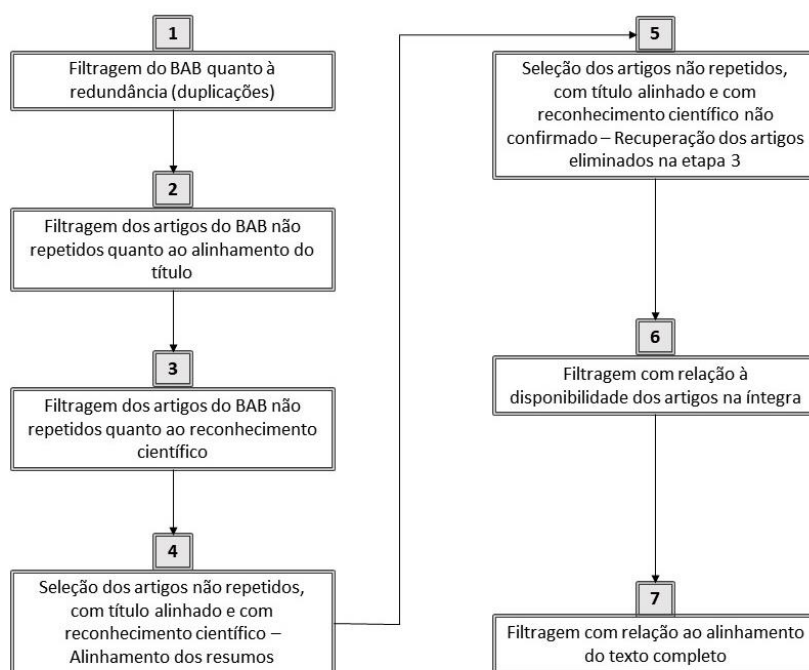 1
Filtragem do BAB quanto à
redundância (duplicações)
2
Filtragem dos artigos do BAB não
repetidos quanto ao alinhamento do
título
3
Filtragem dos artigos do BAB não
repetidos quanto ao reconhecimento
científico
4
Seleção dos artigos não repetidos,
com título alinhado e com
reconhecimento científico –
Alinhamento dos resumos
5
Seleção dos artigos não repetidos,
com título alinhado e com
reconhecimento científico não
confirmado – Recuperação dos artigos
eliminados na etapa 3
6
Filtragem com relação à
disponibilidade dos artigos na íntegra
7
Filtragem com relação ao alinhamento
do texto completo